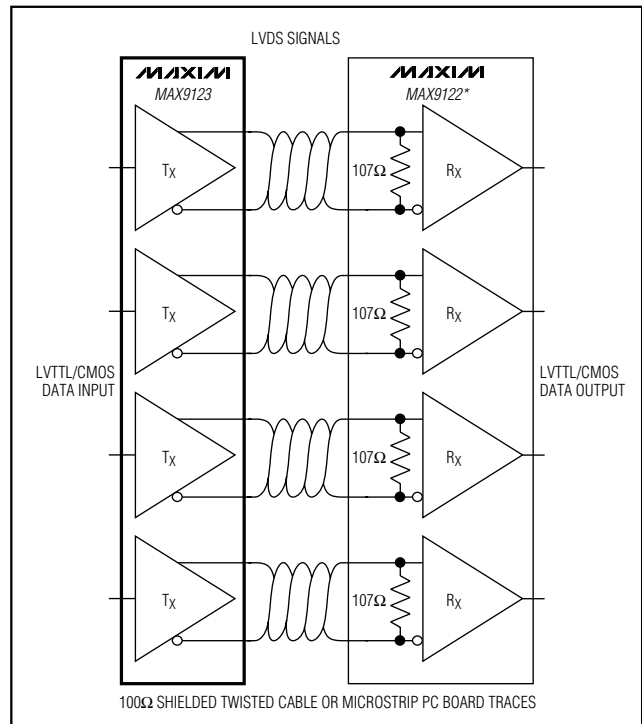 LVDS SIGNALS
MAXIM MAXIM
MAX9123 MAX9122*
TX 107Ω RX
TX 107Ω RX
LVTTL/CMOS
DATA INPUT
LVTTL/CMOS
DATA OUTPUT
TX 107Ω RX
TX 107Ω RX
100Ω SHIELDED TWISTED CABLE OR MICROSTRIP PC BOARD TRACES